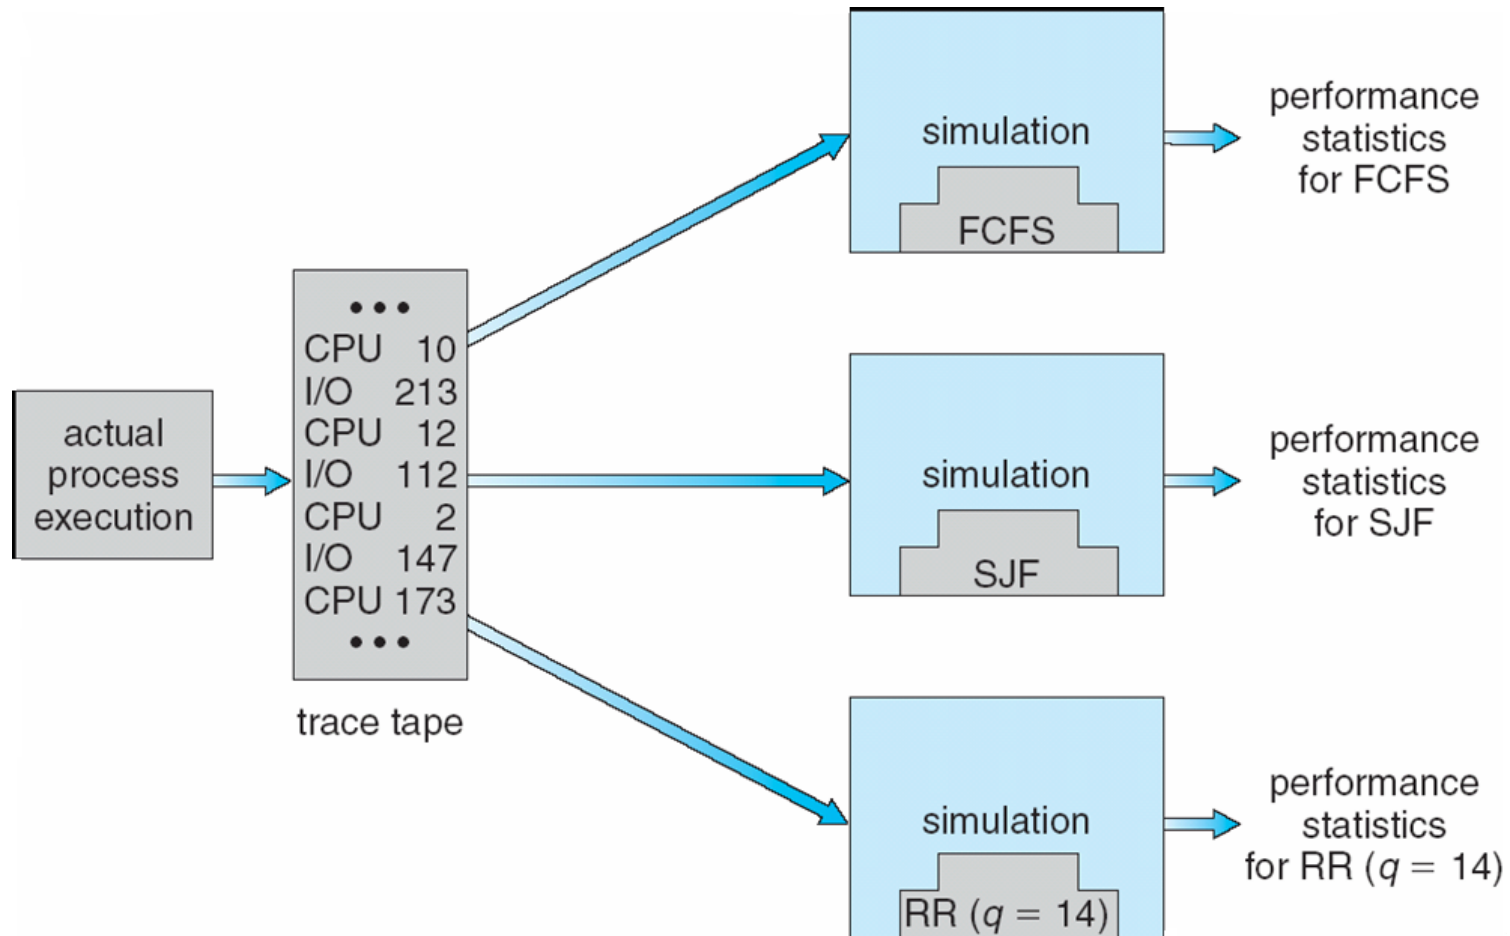 actual
process
execution
• • •
CPU 10
I/O 213
CPU 12
I/O 112
CPU 2
I/O 147
CPU 173
• • •
trace tape
simulation
FCFS
performance
statistics
for FCFS
simulation
SJF
performance
statistics
for SJF
simulation
RR (q = 14)
performance
statistics
for RR (q = 14)